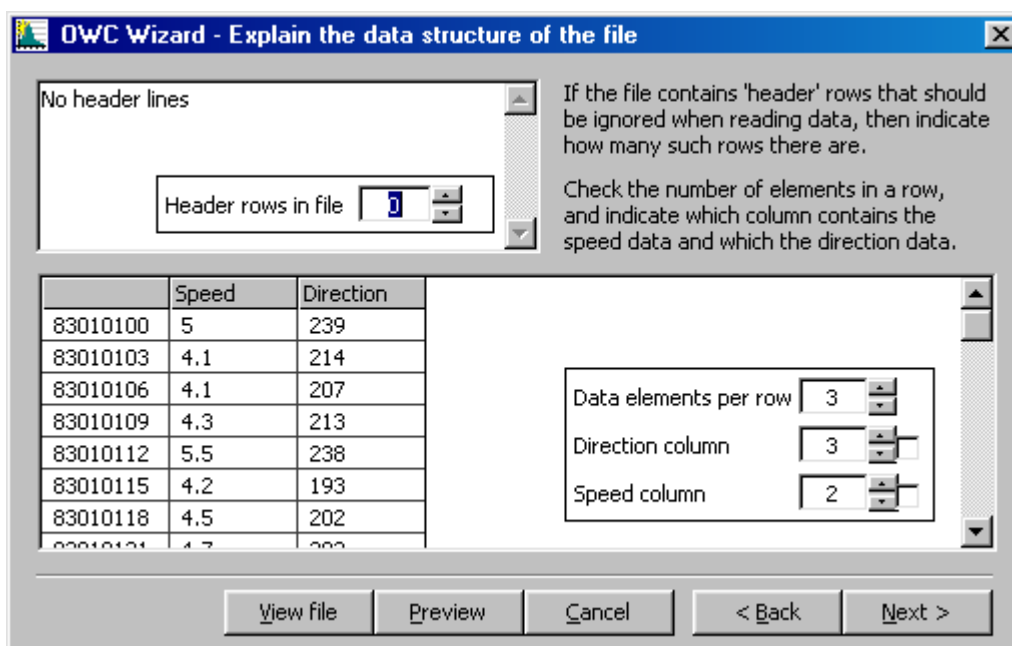 OWC Wizard - Explain the data structure of the file
No header lines
Header rows in file 0
If the file contains 'header' rows that should
be ignored when reading data, then indicate
how many such rows there are.
Check the number of elements in a row,
and indicate which column contains the
speed data and which the direction data.
Speed Direction
83010100 5 239
83010103 4.1 214
83010106 4.1 207
83010109 4.3 213
83010112 5.5 238
83010115 4.2 193
83010118 4.5 202
Data elements per row 3
Direction column 3
Speed column 2
View file Preview Cancel < Back Next >